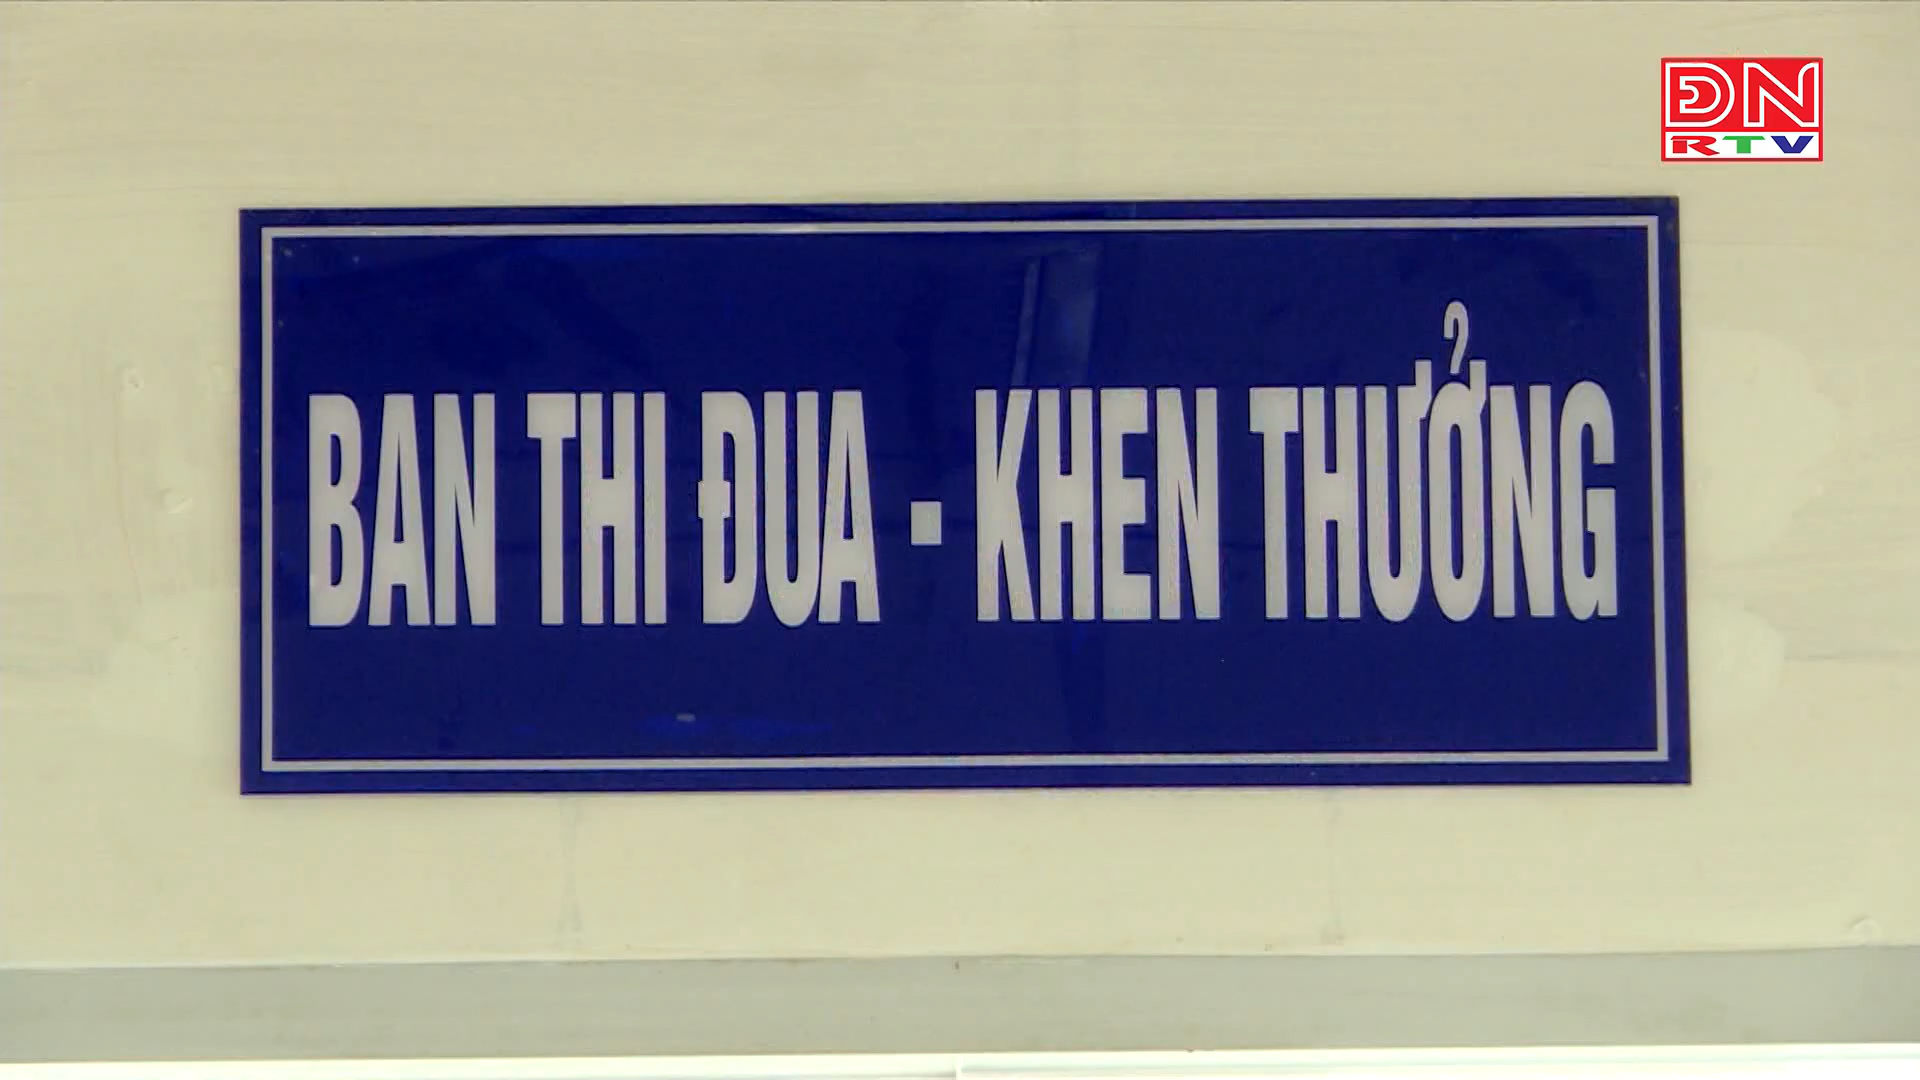 ĐN
RTV
BAN THI ĐUA - KHEN THƯỞNG